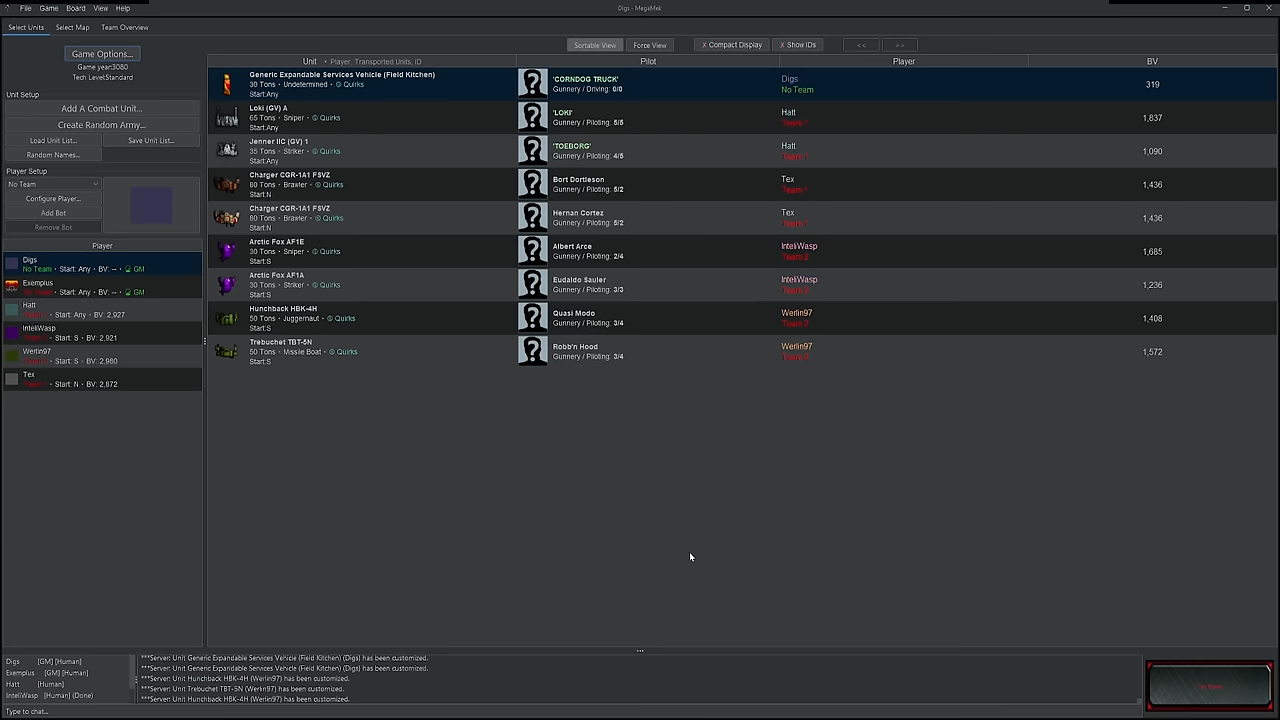 Digs - MegaMek
File Game Board View Help
Select Units Select Map Team Overview
Game Options...
Game year:3080
Tech Level:Standard
Unit Setup
Add A Combat Unit...
Create Random Army...
Load Unit List... Save Unit List...
Random Names...
Player Setup
No Team
Configure Player...
Add Bot
Remove Bot
Player
Digs
No Team • Start: Any • BV: -- • GM
Exemplus
• Start: Any • BV: -- • GM
Hatt
• Start: Any • BV: 2,927
InteliWasp
• Start: S • BV: 2,921
Werlin97
• Start: S • BV: 2,980
Tex
• Start: N • BV: 2,872
Sortable View Force View X Compact Display X Show IDs << >>
Unit • Player, Transported Units, ID Pilot Player BV
Generic Expandable Services Vehicle (Field Kitchen)
30 Tons • Undetermined • Quirks
Start:Any
'CORNDOG TRUCK'
Gunnery / Driving: 0/0
Digs
No Team
319
Loki (GV) A
65 Tons • Sniper • Quirks
Start:Any
'LOKI'
Gunnery / Piloting: 5/5
Hatt
Team 1
1,837
Jenner IIC (GV) 1
35 Tons • Striker • Quirks
Start:Any
'TOEBORG'
Gunnery / Piloting: 4/5
Hatt
Team 1
1,090
Charger CGR-1A1 FSVZ
80 Tons • Brawler • Quirks
Start:N
Bort Dortleson
Gunnery / Piloting: 5/2
Tex
Team 1
1,436
Charger CGR-1A1 FSVZ
80 Tons • Brawler • Quirks
Start:N
Hernan Cortez
Gunnery / Piloting: 5/2
Tex
Team 1
1,436
Arctic Fox AF1E
30 Tons • Sniper • Quirks
Start:S
Albert Arce
Gunnery / Piloting: 2/4
InteliWasp
Team 2
1,685
Arctic Fox AF1A
30 Tons • Striker • Quirks
Start:S
Eudaldo Sauler
Gunnery / Piloting: 3/3
InteliWasp
Team 2
1,236
Hunchback HBK-4H
50 Tons • Juggernaut • Quirks
Start:S
Quasi Modo
Gunnery / Piloting: 3/4
Werlin97
Team 2
1,408
Trebuchet TBT-5N
50 Tons • Missile Boat • Quirks
Start:S
Robb'n Hood
Gunnery / Piloting: 3/4
Werlin97
Team 2
1,572
Digs [GM] [Human]
Exemplus [GM] [Human]
Hatt [Human]
InteliWasp [Human] (Done)
***Server: Unit Generic Expandable Services Vehicle (Field Kitchen) (Digs) has been customized.
***Server: Unit Generic Expandable Services Vehicle (Field Kitchen) (Digs) has been customized.
***Server: Unit Hunchback HBK-4H (Werlin97) has been customized.
***Server: Unit Trebuchet TBT-5N (Werlin97) has been customized.
***Server: Unit Hunchback HBK-4H (Werlin97) has been customized.
Type to chat...